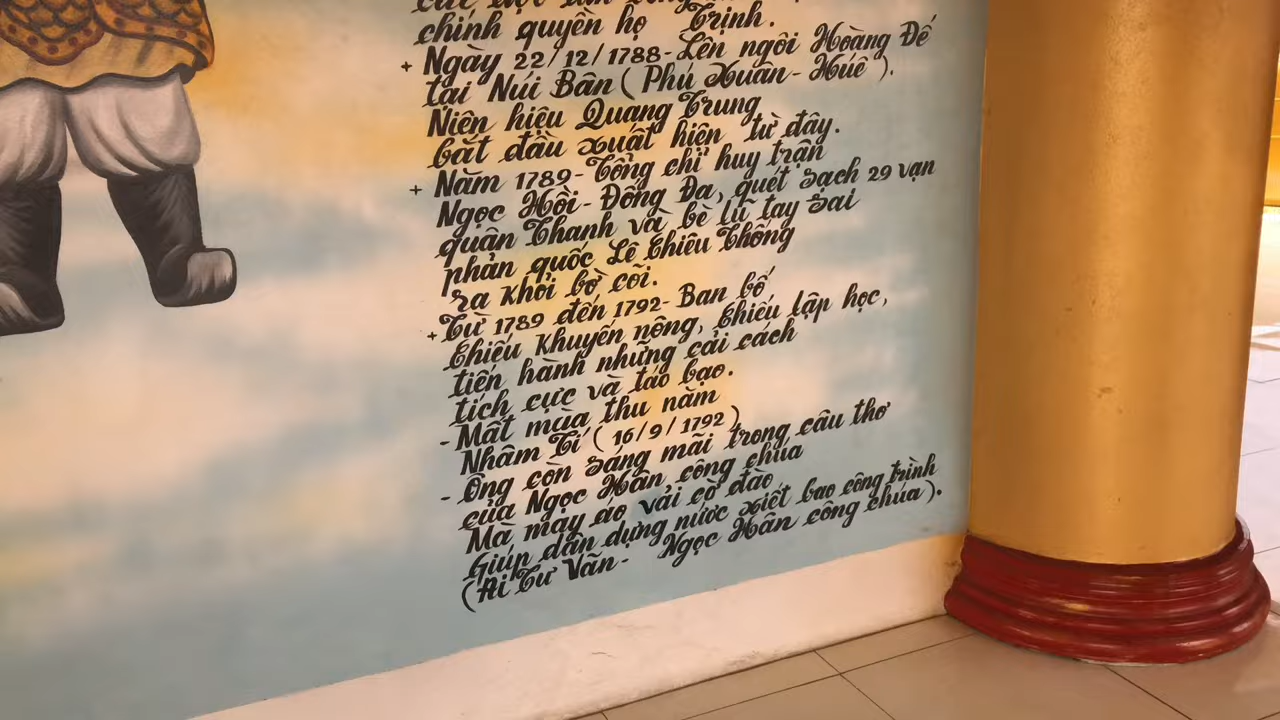 chính quyền họ Trịnh.
+ Ngày 22/12/1788- Lên ngôi Hoàng Đế
tại Núi Bân ( Phú Xuân - Huế ).
Niên hiệu Quang Trung
bắt đầu xuất hiện từ đây.
+ Năm 1789- Tổng chỉ huy trận
Ngọc Hồi - Đống Đa, quét sạch 29 vạn
quân Thanh và bè lũ tay sai
phản quốc Lê Chiêu Thống
ra khỏi bờ cõi.
+ Từ 1789 đến 1792- Ban bố
Chiếu khuyến nông, Chiếu lập học,
tiến hành những cải cách
tích cực và táo bạo.
- Mất mùa thu năm
Nhâm Tí ( 16/9/1792 )
- Ông còn sáng mãi trong câu thơ
của Ngọc Hân công chúa
Mà may áo vải cờ đào
Giúp dân dựng nước xiết bao công trình
(Ai Tư Vãn - Ngọc Hân công chúa ).